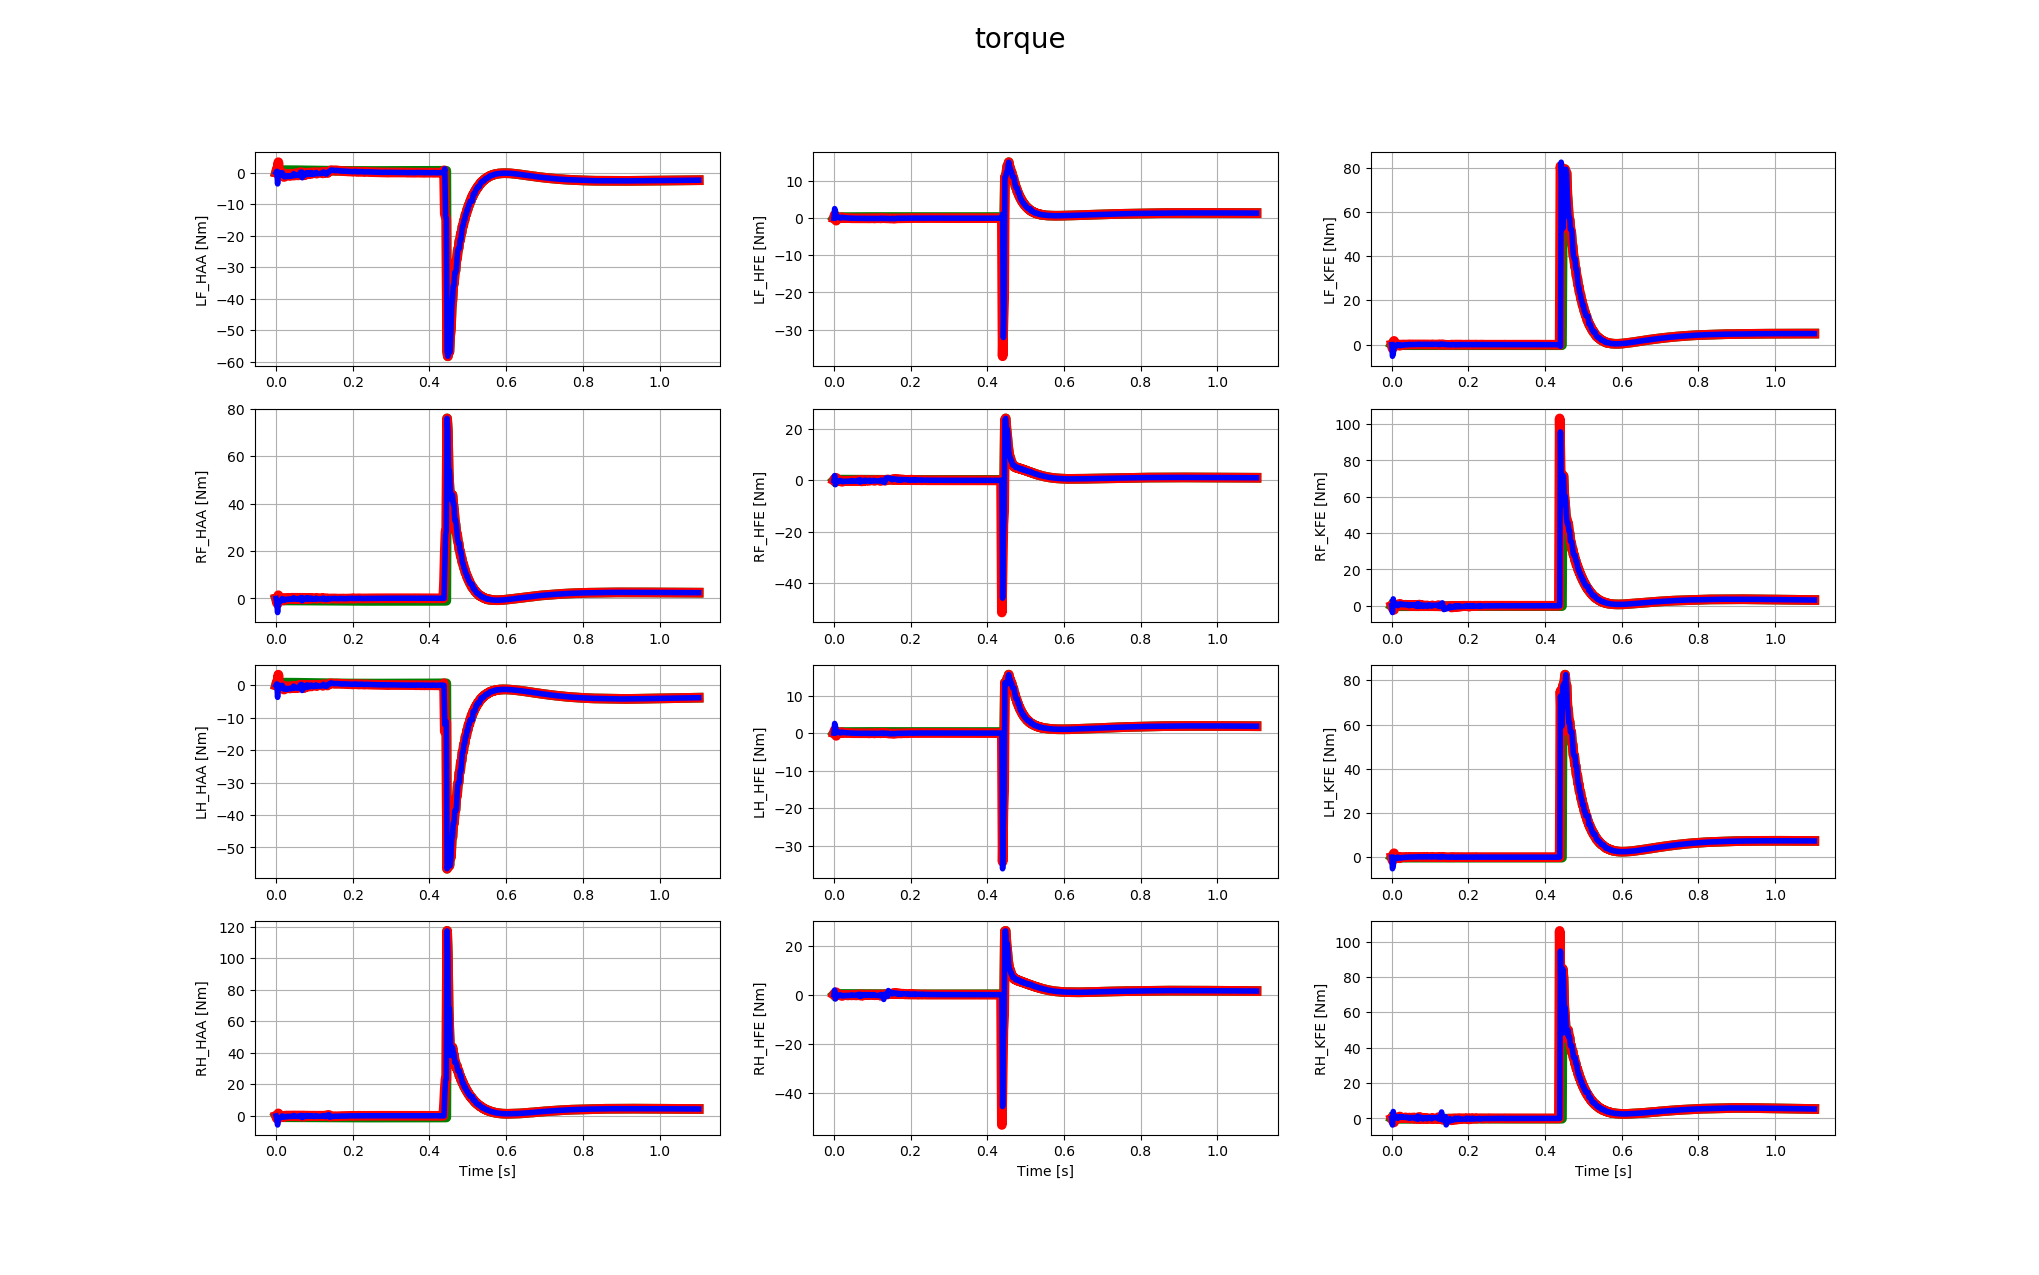 torque
LF_HAA [Nm]
0
−10
−20
−30
−40
−50
−60
0.0 0.2 0.4 0.6 0.8 1.0
LF_HFE [Nm]
10
0
−10
−20
−30
0.0 0.2 0.4 0.6 0.8 1.0
LF_KFE [Nm]
80
60
40
20
0
0.0 0.2 0.4 0.6 0.8 1.0
RF_HAA [Nm]
80
60
40
20
0
0.0 0.2 0.4 0.6 0.8 1.0
RF_HFE [Nm]
20
0
−20
−40
0.0 0.2 0.4 0.6 0.8 1.0
RF_KFE [Nm]
100
80
60
40
20
0
0.0 0.2 0.4 0.6 0.8 1.0
LH_HAA [Nm]
0
−10
−20
−30
−40
−50
0.0 0.2 0.4 0.6 0.8 1.0
LH_HFE [Nm]
10
0
−10
−20
−30
0.0 0.2 0.4 0.6 0.8 1.0
LH_KFE [Nm]
80
60
40
20
0
0.0 0.2 0.4 0.6 0.8 1.0
RH_HAA [Nm]
120
100
80
60
40
20
0
0.0 0.2 0.4 0.6 0.8 1.0
Time [s]
RH_HFE [Nm]
20
0
−20
−40
0.0 0.2 0.4 0.6 0.8 1.0
Time [s]
RH_KFE [Nm]
100
80
60
40
20
0
0.0 0.2 0.4 0.6 0.8 1.0
Time [s]